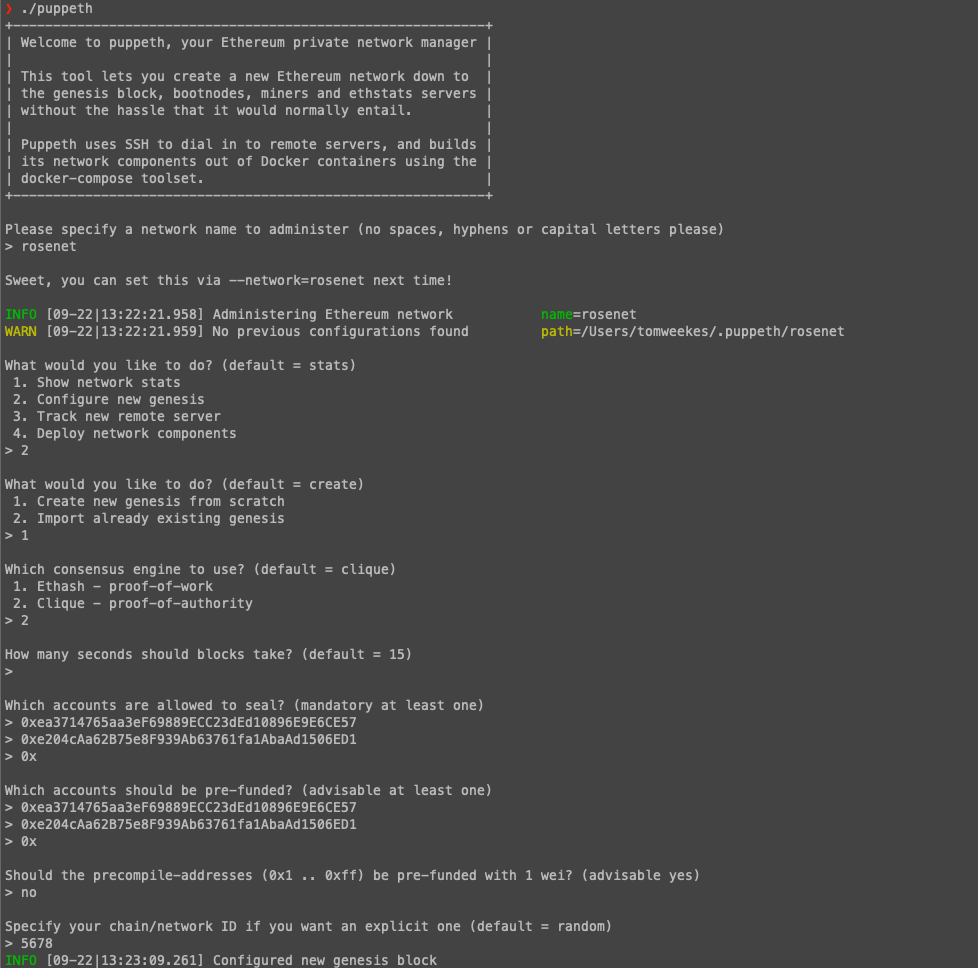 ❯ ./puppeth
+-----------------------------------------------------------+
| Welcome to puppeth, your Ethereum private network manager |
|                                                           |
| This tool lets you create a new Ethereum network down to  |
| the genesis block, bootnodes, miners and ethstats servers |
| without the hassle that it would normally entail.         |
|                                                           |
| Puppeth uses SSH to dial in to remote servers, and builds |
| its network components out of Docker containers using the |
| docker-compose toolset.                                   |
+-----------------------------------------------------------+
Please specify a network name to administer (no spaces, hyphens or capital letters please)
> rosenet
Sweet, you can set this via --network=rosenet next time!
INFO [09-22|13:22:21.958] Administering Ethereum network           name=rosenet
WARN [09-22|13:22:21.959] No previous configurations found         path=/Users/tomweekes/.puppeth/rosenet
What would you like to do? (default = stats)
 1. Show network stats
 2. Configure new genesis
 3. Track new remote server
 4. Deploy network components
> 2
What would you like to do? (default = create)
 1. Create new genesis from scratch
 2. Import already existing genesis
> 1
Which consensus engine to use? (default = clique)
 1. Ethash - proof-of-work
 2. Clique - proof-of-authority
> 2
How many seconds should blocks take? (default = 15)
>
Which accounts are allowed to seal? (mandatory at least one)
> 0xea3714765aa3eF69889ECC23dEd10896E9E6CE57
> 0xe204cAa62B75e8F939Ab63761fa1AbaAd1506ED1
> 0x
Which accounts should be pre-funded? (advisable at least one)
> 0xea3714765aa3eF69889ECC23dEd10896E9E6CE57
> 0xe204cAa62B75e8F939Ab63761fa1AbaAd1506ED1
> 0x
Should the precompile-addresses (0x1 .. 0xff) be pre-funded with 1 wei? (advisable yes)
> no
Specify your chain/network ID if you want an explicit one (default = random)
> 5678
INFO [09-22|13:23:09.261] Configured new genesis block